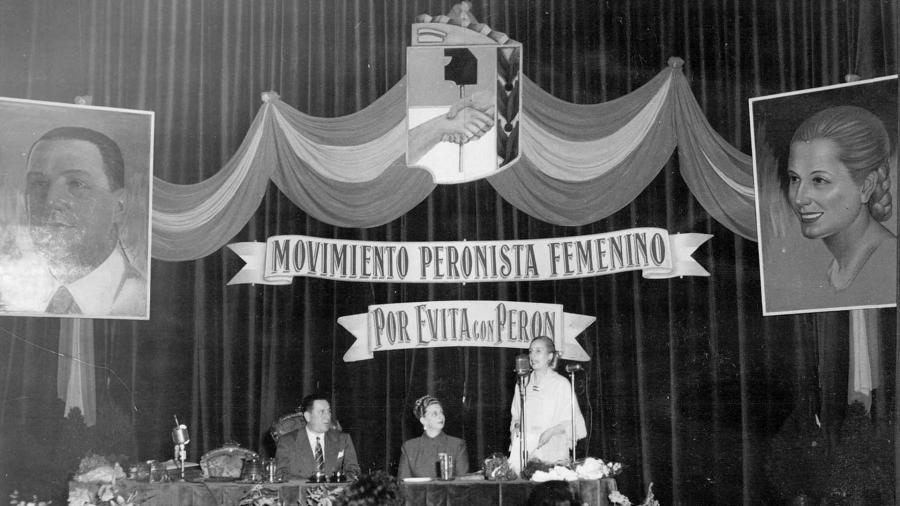 MOVIMIENTO PERONISTA FEMENINO
POR EVITA CON PERON